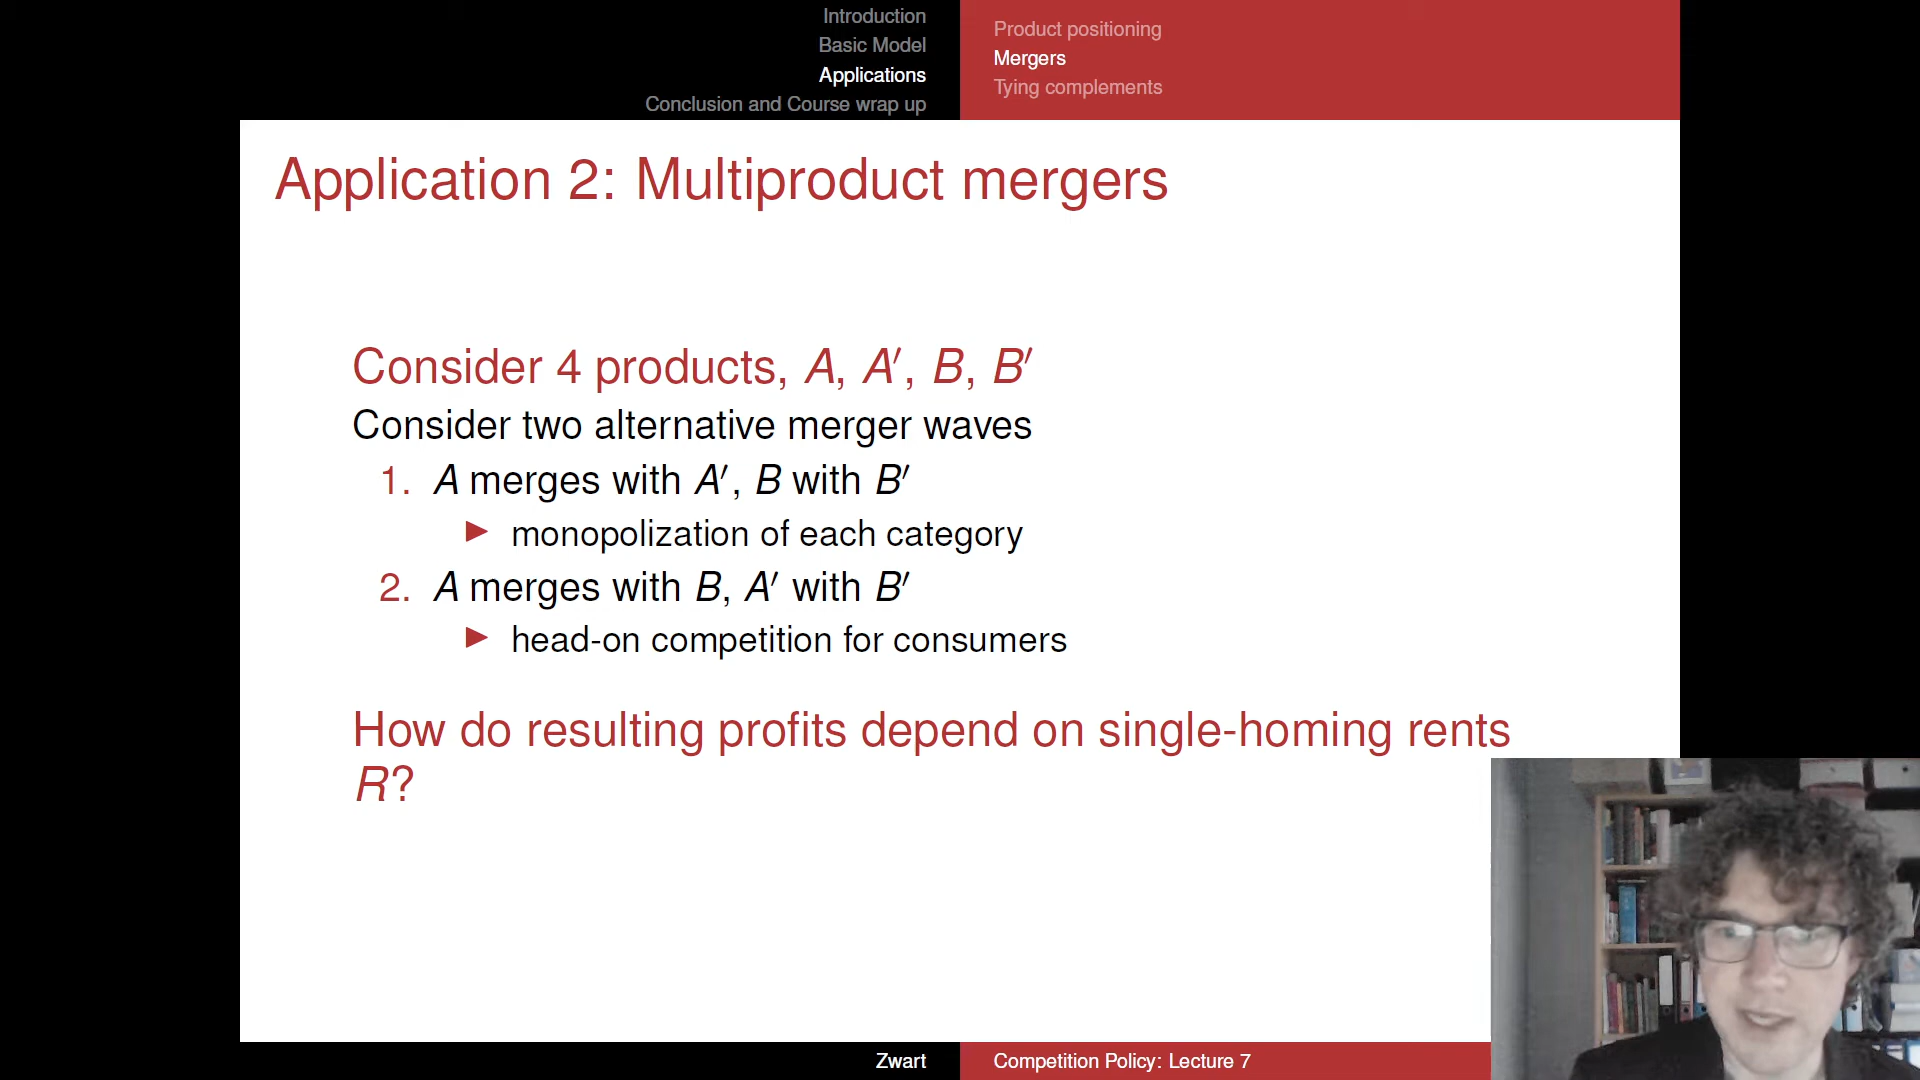 Introduction
Basic Model
Applications
Conclusion and Course wrap up
Product positioning
Mergers
Tying complements
Application 2: Multiproduct mergers
Consider 4 products, A, A′, B, B′
Consider two alternative merger waves
1. A merges with A′, B with B′
▶ monopolization of each category
2. A merges with B, A′ with B′
▶ head-on competition for consumers
How do resulting profits depend on single-homing rents
R?
Zwart
Competition Policy: Lecture 7